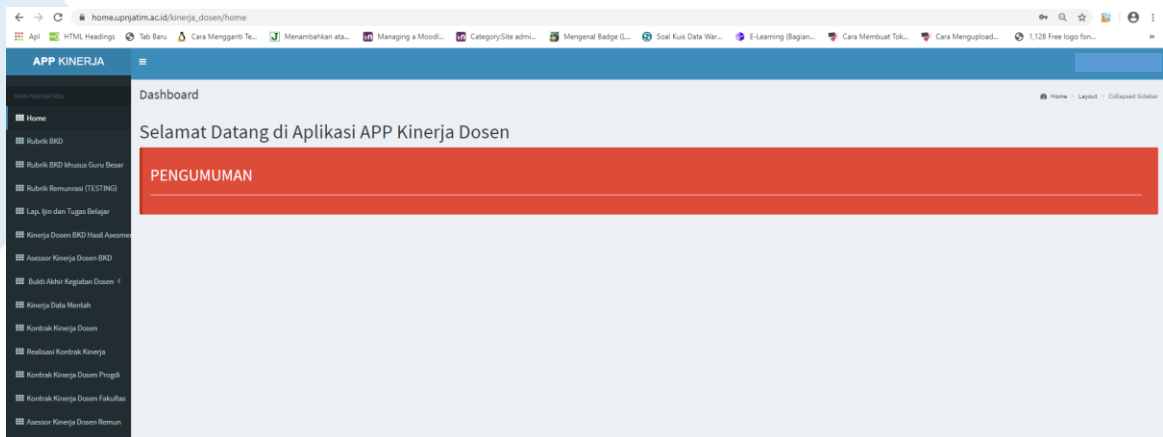 home.upnjatim.ac.id/kinerja_dosen/home
Apl HTML Headings Tab Baru Cara Mengganti Te... Menambahkan ata... Managing a Moodl... Category:Site admi... Mengenal Badge (L... Soal Kuis Data War... E-Learning (Bagian... Cara Membuat Tok... Cara Mengupload... 1,128 Free logo fon... »
APP KINERJA
MAIN NAVIGATION
Dashboard
Home > Layout > Collapsed Sidebar
Home
Selamat Datang di Aplikasi APP Kinerja Dosen
Rubrik BKD
Rubrik BKD khusus Guru Besar
PENGUMUMAN
Rubrik Remunrasi (TESTING)
Lap. Ijin dan Tugas Belajar
Kinerja Dosen BKD Hasil Asesmen
Asessor Kinerja Dosen BKD
Bukti Akhir Kegiatan Dosen <
Kinerja Data Mentah
Kontrak Kinerja Dosen
Realisasi Kontrak Kinerja
Kontrak Kinerja Dosen Progdi
Kontrak Kinerja Dosen Fakultas
Asessor Kinerja Dosen Remun